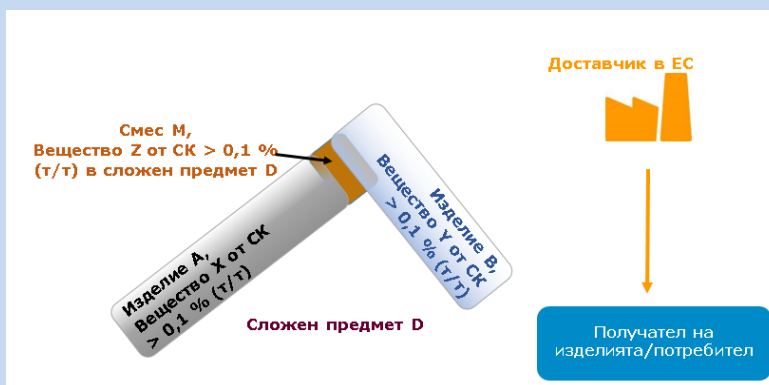 Доставчик в ЕС
Смес M,
Вещество Z от СК > 0,1 %
(т/т) в сложен предмет D
Изделие A,
Вещество X от СК
> 0,1 % (т/т)
Изделие B,
Вещество Y от СК
> 0,1 % (т/т)
Сложен предмет D
Получател на
изделията/потребител